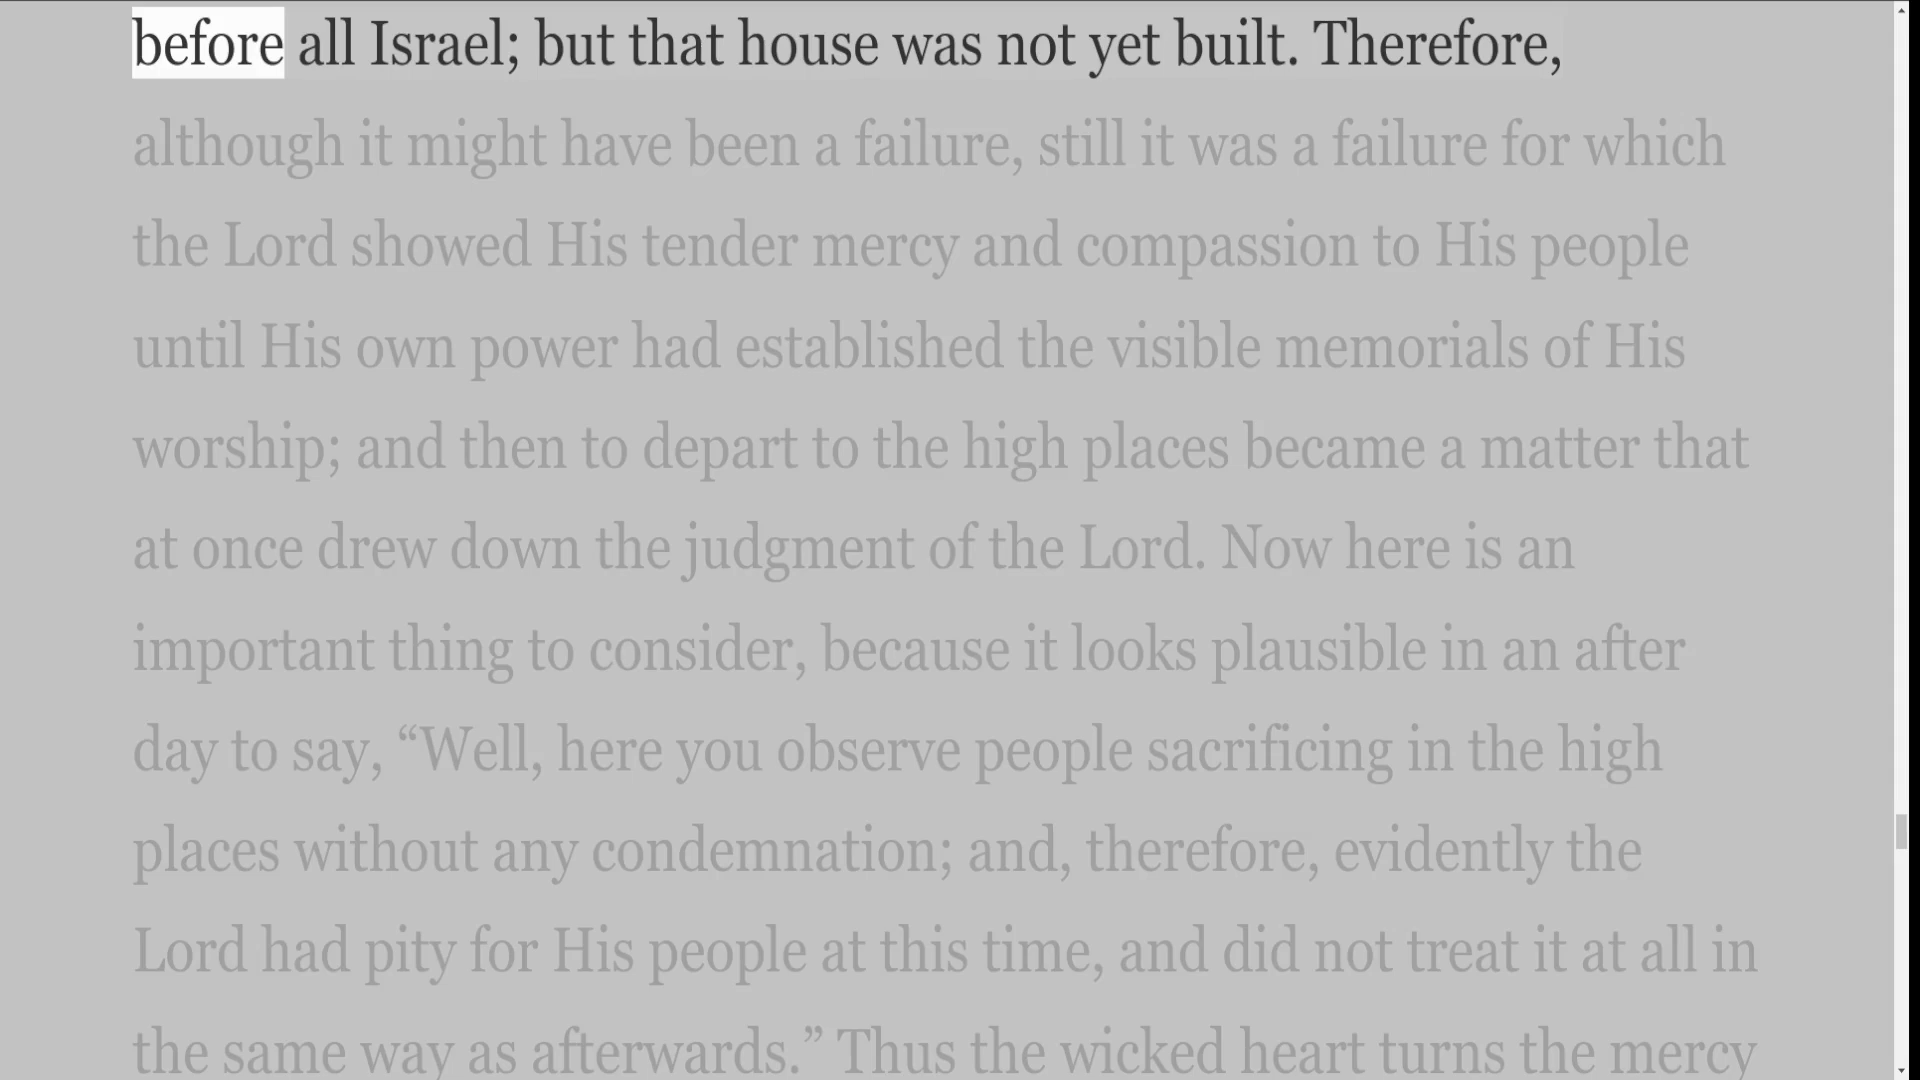 before all Israel; but that house was not yet built. Therefore,
although it might have been a failure, still it was a failure for which
the Lord showed His tender mercy and compassion to His people
until His own power had established the visible memorials of His
worship; and then to depart to the high places became a matter that
at once drew down the judgment of the Lord. Now here is an
important thing to consider, because it looks plausible in an after
day to say, “Well, here you observe people sacrificing in the high
places without any condemnation; and, therefore, evidently the
Lord had pity for His people at this time, and did not treat it at all in
the same way as afterwards.” Thus the wicked heart turns the mercy